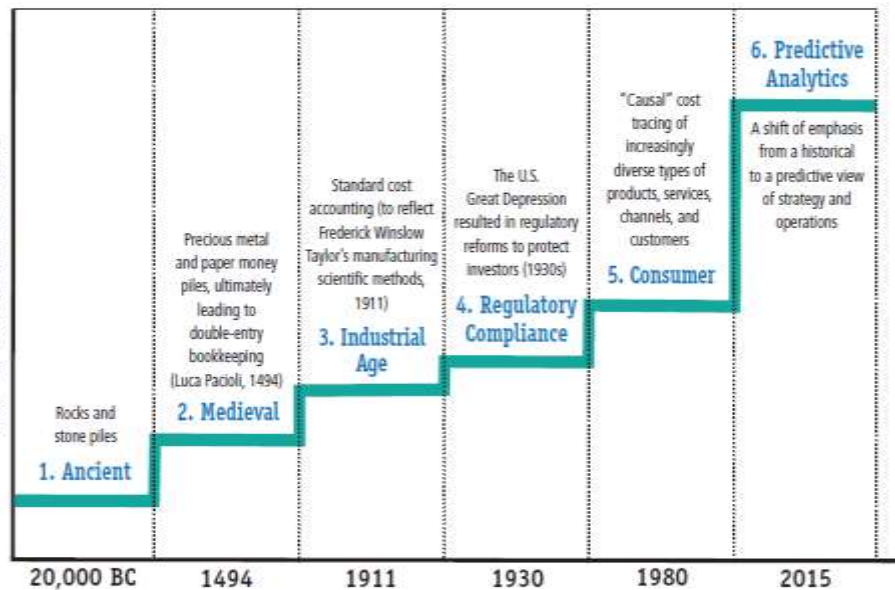 Rocks and
stone piles
1. Ancient
Precious metal
and paper money
piles, ultimately
leading to
double-entry
bookkeeping
(Luca Pacioli, 1494)
2. Medieval
Standard cost
accounting (to reflect
Frederick Winslow
Taylor's manufacturing
scientific methods,
1911)
3. Industrial
Age
The U.S.
Great Depression
resulted in regulatory
reforms to protect
investors (1930s)
4. Regulatory
Compliance
"Causal" cost
tracing of
increasingly
diverse types of
products, services,
channels, and
customers
5. Consumer
6. Predictive
Analytics
A shift of emphasis
from a historical
to a predictive view
of strategy and
operations
20,000 BC
1494
1911
1930
1980
2015